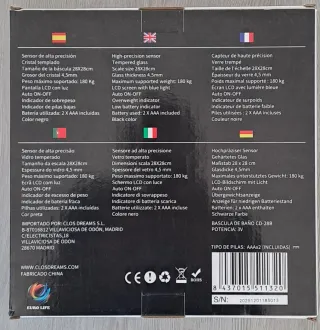 Sensor de alta precisión
Cristal templado
Tamaño de la báscula 28X28cm
Grosor del cristal 4,5mm
Peso máximo soportado: 180 Kg
Pantalla LCD con luz
Auto ON-OFF
Indicador de sobrepeso
Indicador de pilas bajas
Bateria utilizada: 2 X AAA incluidas
Color negro
High-precision sensor
Tempered glass
Scale size 28X28cm
Glass thickness 4.5mm
Maximum supported weight: 180 kg
LCD screen with blue light
Auto ON-OFF
Overweight indicator
Low battery indicator
Battery used: 2 X AAA included
Black color
Capteur de haute précision
Verre trempé
Taille de l'échelle 28X28cm
Épaisseur du verre 4,5 mm
Poids maximal supporté : 180 kg
Écran LCD avec lumière bleue
Auto ON-OFF
Indicateur de surpoids
Indicateur de batterie faible
Piles utilisées : 2 X AAA incluses
Couleur noire
Sensor de alta precisão
Vidro temperado
Tamanho da escala 28X28cm
Espessura do vidro 4,5 mm
Peso máximo suportado: 180 kg
Ecrã LCD com luz
Auto ON-OFF
Indicador de excesso de peso
Indicador de bateria fraca
Pilhas utilizadas: 2 X AAA incluídas
Cor preta
Sensore ad alta precisione
Vetro temperato
Dimensioni scala 28X28cm
Spessore del vetro 4,5 mm
Peso massimo supportato: 180 kg
Schermo LCD con luce
Auto ON-OFF
Indicatore di sovrappeso
Indicatore di batteria scarica
Batterie utilizzate: 2 X AAA incluse
Colore nero
Hochpräziser Sensor
Gehärtetes Glas
Maßstab 28 x 28 cm
Glasdicke 4,5mm
Maximales unterstütztes Gewicht: 180 kg
LCD-Bildschirm mit Licht
Auto ON-OFF
Übergewichtsanzeige
Anzeige für niedrigen Batteriestand
Batterien: 2 x AAA enthalten
Schwarze Farbe
IMPORTADO POR: CLOS DREAMS S.L.
VILLAVICIOSA DE ODON, MADRID
C/ELECTRICISTAS,18
VILLAVICIOSA DE ODON
28670 MADRID
WWW.CLOSDREAMS.COM
FABRICADO CHINA
BASCULA DE BAÑO CD-289
POTENCIA: 3V
TIPO DE PILAS: AAAx2 (INCLUIDAS)
EURO LIFE
CE
8 437015 511320
S/N: